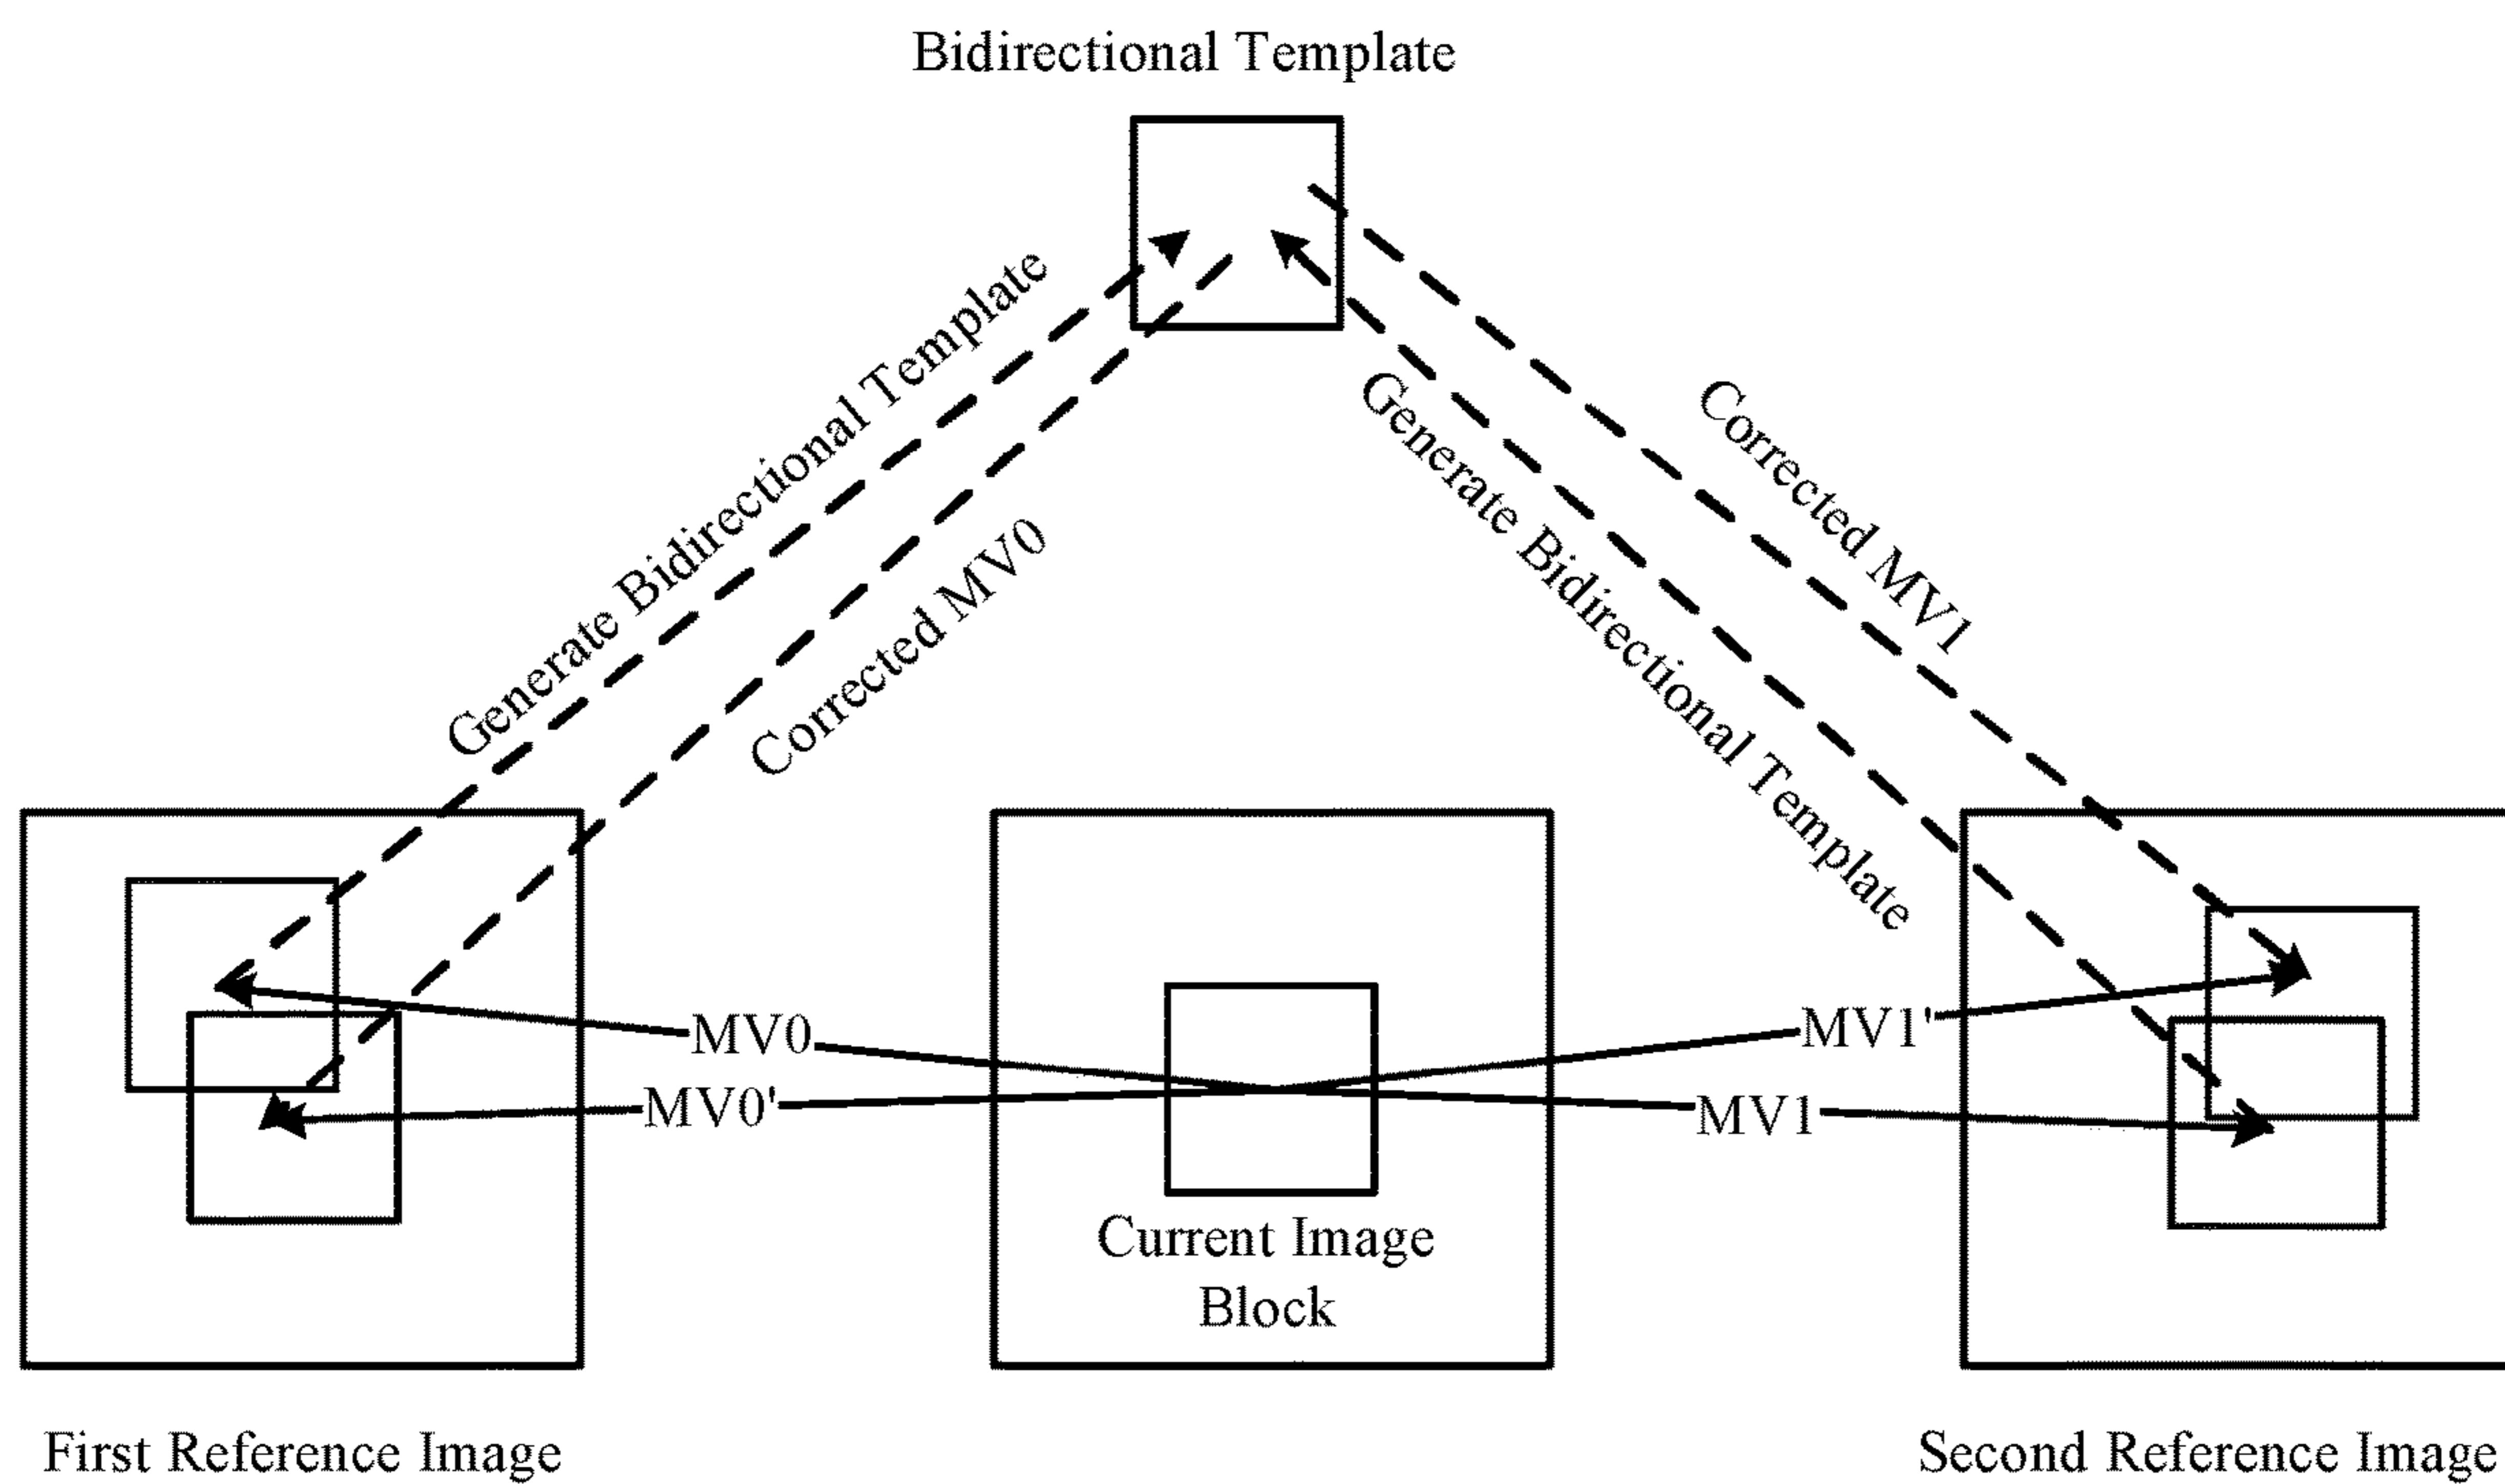 Bidirectional Template
Generate Bidirectional Template
Corrected MV0
Corrected MV1
Generate Bidirectional Template
MV0
MV0'
MV1'
MV1
Current Image
Block
First Reference Image
Second Reference Image